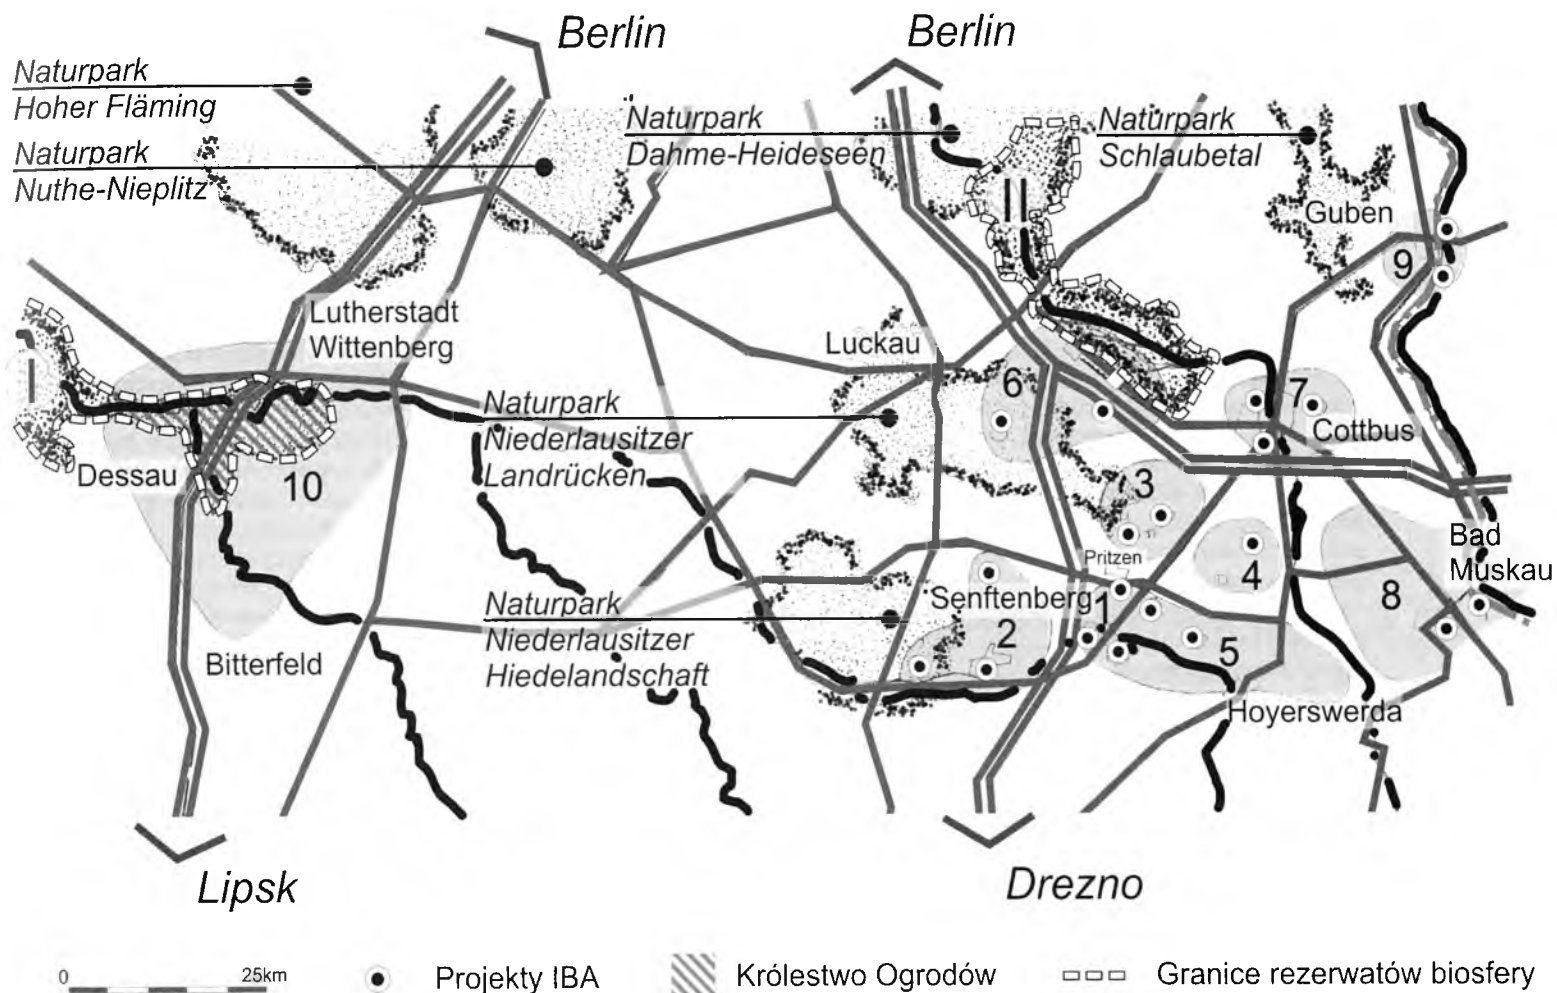 Berlin
Berlin
Naturpark
Hoher Fläming
Naturpark
Nuthe-Nieplitz
Naturpark
Dahme-Heideseen
Naturpark
Schlaubetal
II
Guben
9
Lutherstadt
Wittenberg
Luckau
I
6
7
Cottbus
Naturpark
Niederlausitzer
Landrücken
Dessau
10
3
Bad
Muskau
Pritzen
4
8
Senftenberg
1
2
5
Naturpark
Niederlausitzer
Hiedelandschaft
Bitterfeld
Hoyerswerda
Lipsk
Drezno
0 25km
Projekty IBA
Królestwo Ogrodów
Granice rezerwatów biosfery